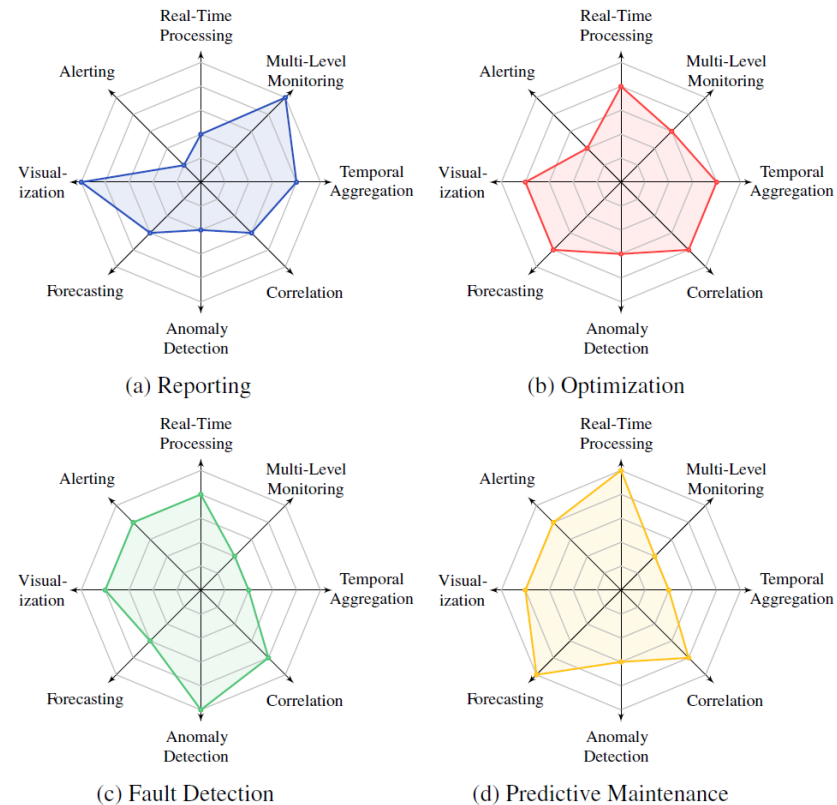 Real-Time
Processing
Multi-Level
Monitoring
Alerting
Visual-
ization
Temporal
Aggregation
Forecasting
Correlation
Anomaly
Detection
(a) Reporting
Real-Time
Processing
Multi-Level
Monitoring
Alerting
Visual-
ization
Temporal
Aggregation
Forecasting
Correlation
Anomaly
Detection
(b) Optimization
Real-Time
Processing
Multi-Level
Monitoring
Alerting
Visual-
ization
Temporal
Aggregation
Forecasting
Correlation
Anomaly
Detection
(c) Fault Detection
Real-Time
Processing
Multi-Level
Monitoring
Alerting
Visual-
ization
Temporal
Aggregation
Forecasting
Correlation
Anomaly
Detection
(d) Predictive Maintenance